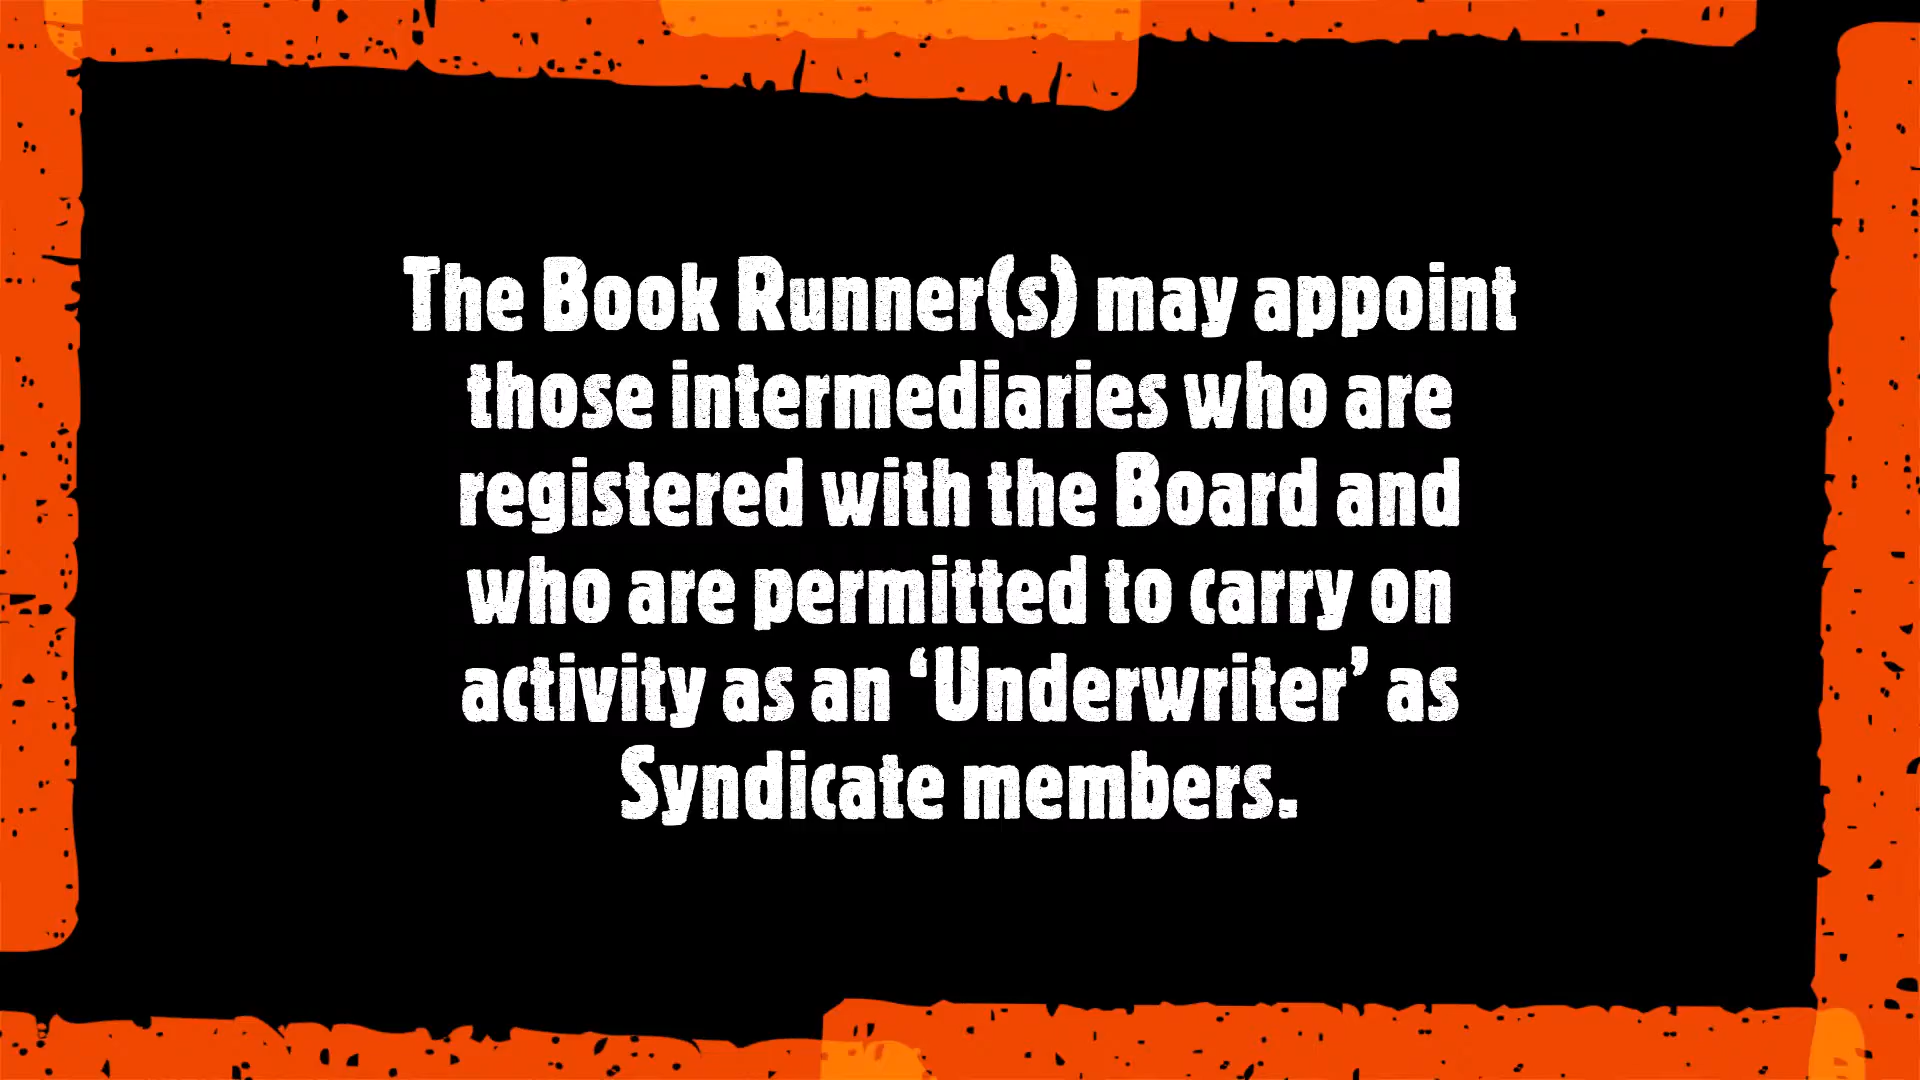 The Book Runner(s) may appoint
those intermediaries who are
registered with the Board and
who are permitted to carry on
activity as an ‘Underwriter’ as
Syndicate members.